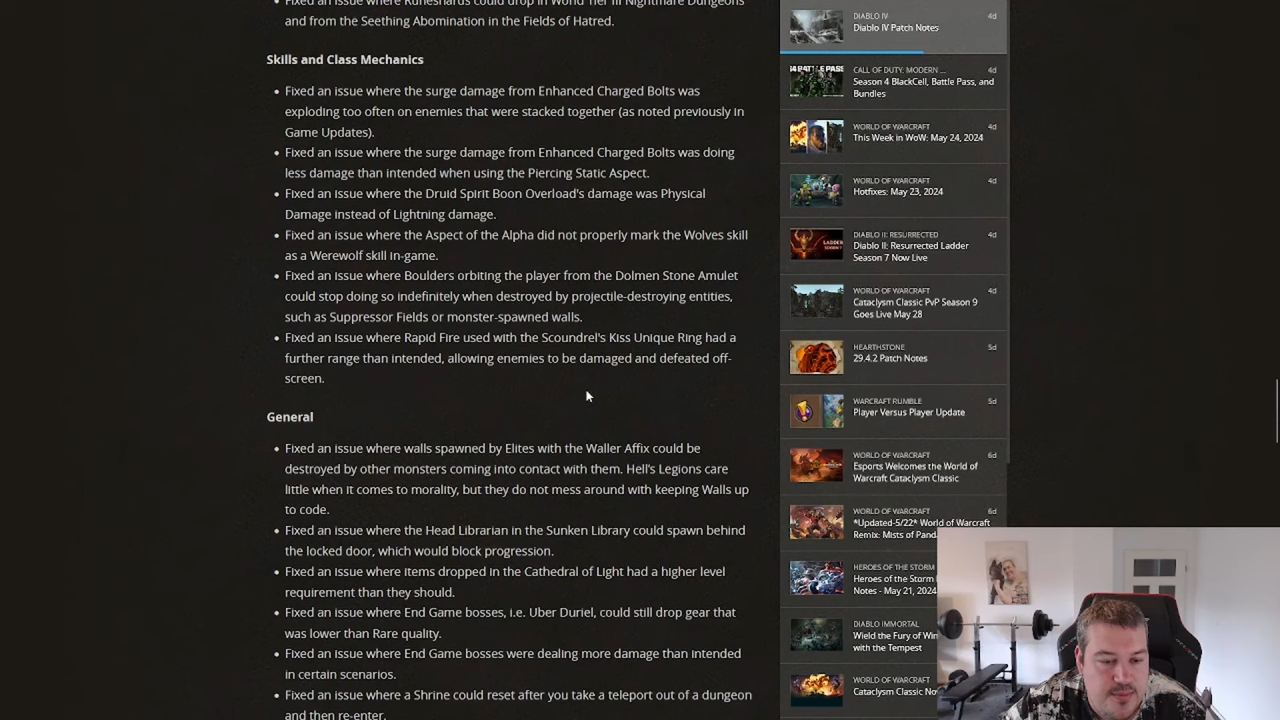 Fixed an issue where Runeshards could drop in World Tier III Nightmare Dungeons
and from the Seething Abomination in the Fields of Hatred.
Skills and Class Mechanics
Fixed an issue where the surge damage from Enhanced Charged Bolts was
exploding too often on enemies that were stacked together (as noted previously in
Game Updates).
Fixed an issue where the surge damage from Enhanced Charged Bolts was doing
less damage than intended when using the Piercing Static Aspect.
Fixed an issue where the Druid Spirit Boon Overload's damage was Physical
Damage instead of Lightning damage.
Fixed an issue where the Aspect of the Alpha did not properly mark the Wolves skill
as a Werewolf skill in-game.
Fixed an issue where Boulders orbiting the player from the Dolmen Stone Amulet
could stop doing so indefinitely when destroyed by projectile-destroying entities,
such as Suppressor Fields or monster-spawned walls.
Fixed an issue where Rapid Fire used with the Scoundrel's Kiss Unique Ring had a
further range than intended, allowing enemies to be damaged and defeated off-
screen.
General
Fixed an issue where walls spawned by Elites with the Waller Affix could be
destroyed by other monsters coming into contact with them. Hell's Legions care
little when it comes to morality, but they do not mess around with keeping Walls up
to code.
Fixed an issue where the Head Librarian in the Sunken Library could spawn behind
the locked door, which would block progression.
Fixed an issue where items dropped in the Cathedral of Light had a higher level
requirement than they should.
Fixed an issue where End Game bosses, i.e. Uber Duriel, could still drop gear that
was lower than Rare quality.
Fixed an issue where End Game bosses were dealing more damage than intended
in certain scenarios.
Fixed an issue where a Shrine could reset after you take a teleport out of a dungeon
and then re-enter.
DIABLO IV 4d
Diablo IV Patch Notes
CALL OF DUTY: MODERN ... 4d
Season 4 BlackCell, Battle Pass, and
Bundles
WORLD OF WARCRAFT 4d
This Week in WoW: May 24, 2024
WORLD OF WARCRAFT 4d
Hotfixes: May 23, 2024
DIABLO II: RESURRECTED 4d
Diablo II: Resurrected Ladder
Season 7 Now Live
WORLD OF WARCRAFT 4d
Cataclysm Classic PvP Season 9
Goes Live May 28
HEARTHSTONE 5d
29.4.2 Patch Notes
WARCRAFT RUMBLE 5d
Player Versus Player Update
WORLD OF WARCRAFT 6d
Esports Welcomes the World of
Warcraft Cataclysm Classic
WORLD OF WARCRAFT 6d
*Updated-5/22* World of Warcraft
Remix: Mists of Panda
HEROES OF THE STORM
Heroes of the Storm
Notes - May 21, 2024
DIABLO IMMORTAL
Wield the Fury of Win
with the Tempest
WORLD OF WARCRAFT
Cataclysm Classic No